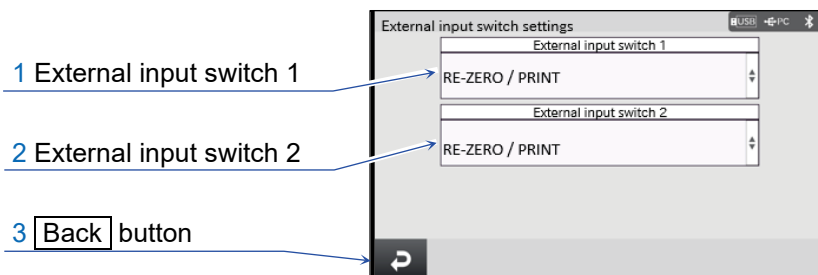 External input switch settings
USB PC
External input switch 1
1 External input switch 1
RE-ZERO / PRINT
External input switch 2
2 External input switch 2
RE-ZERO / PRINT
3 Back button